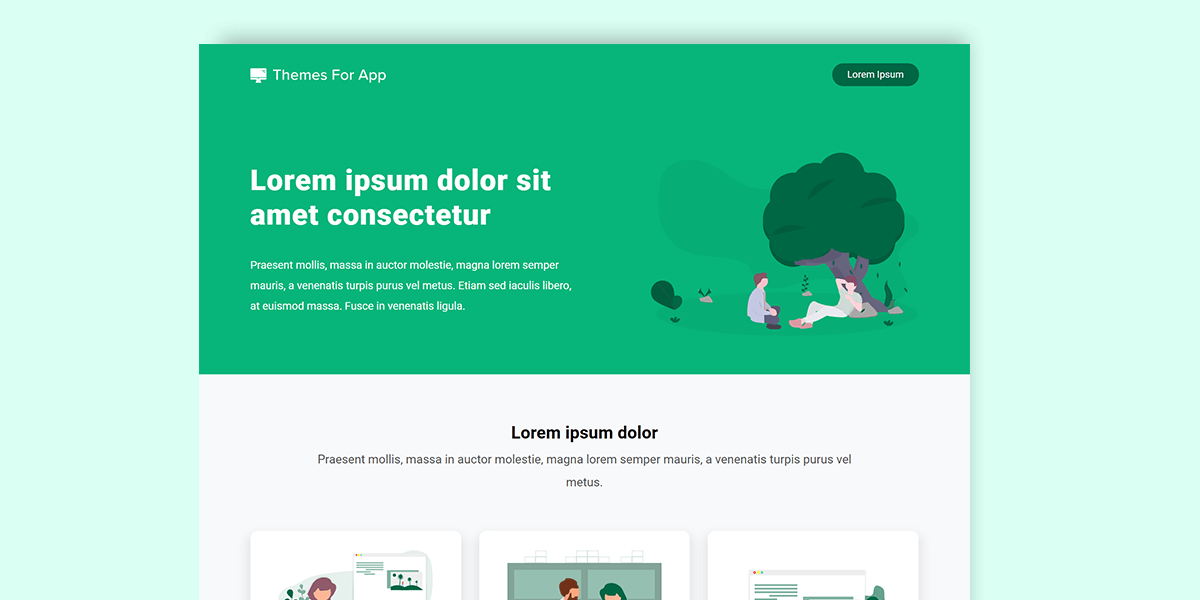 Themes For App
Lorem Ipsum
Lorem ipsum dolor sit
amet consectetur
Praesent mollis, massa in auctor molestie, magna lorem semper
mauris, a venenatis turpis purus vel metus. Etiam sed iaculis libero,
at euismod massa. Fusce in venenatis ligula.
Lorem ipsum dolor
Praesent mollis, massa in auctor molestie, magna lorem semper mauris, a venenatis turpis purus vel
metus.